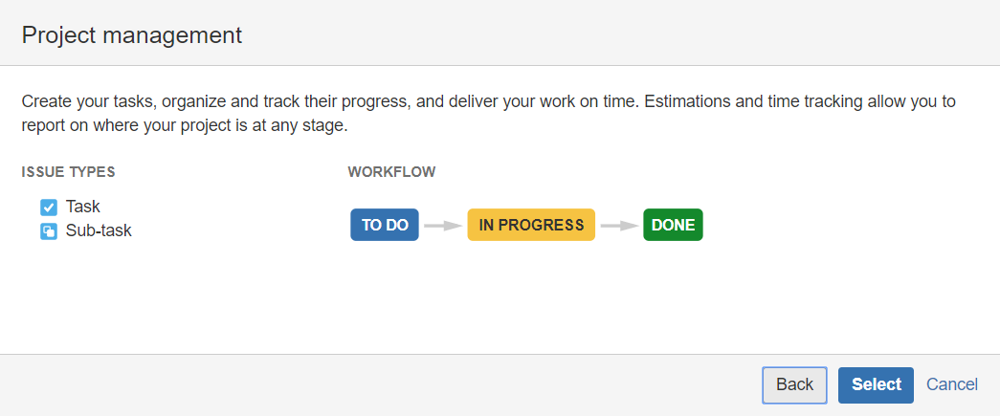 Project management
Create your tasks, organize and track their progress, and deliver your work on time. Estimations and time tracking allow you to
report on where your project is at any stage.
ISSUE TYPES
Task
Sub-task
WORKFLOW
TO DO
IN PROGRESS
DONE
Back
Select
Cancel